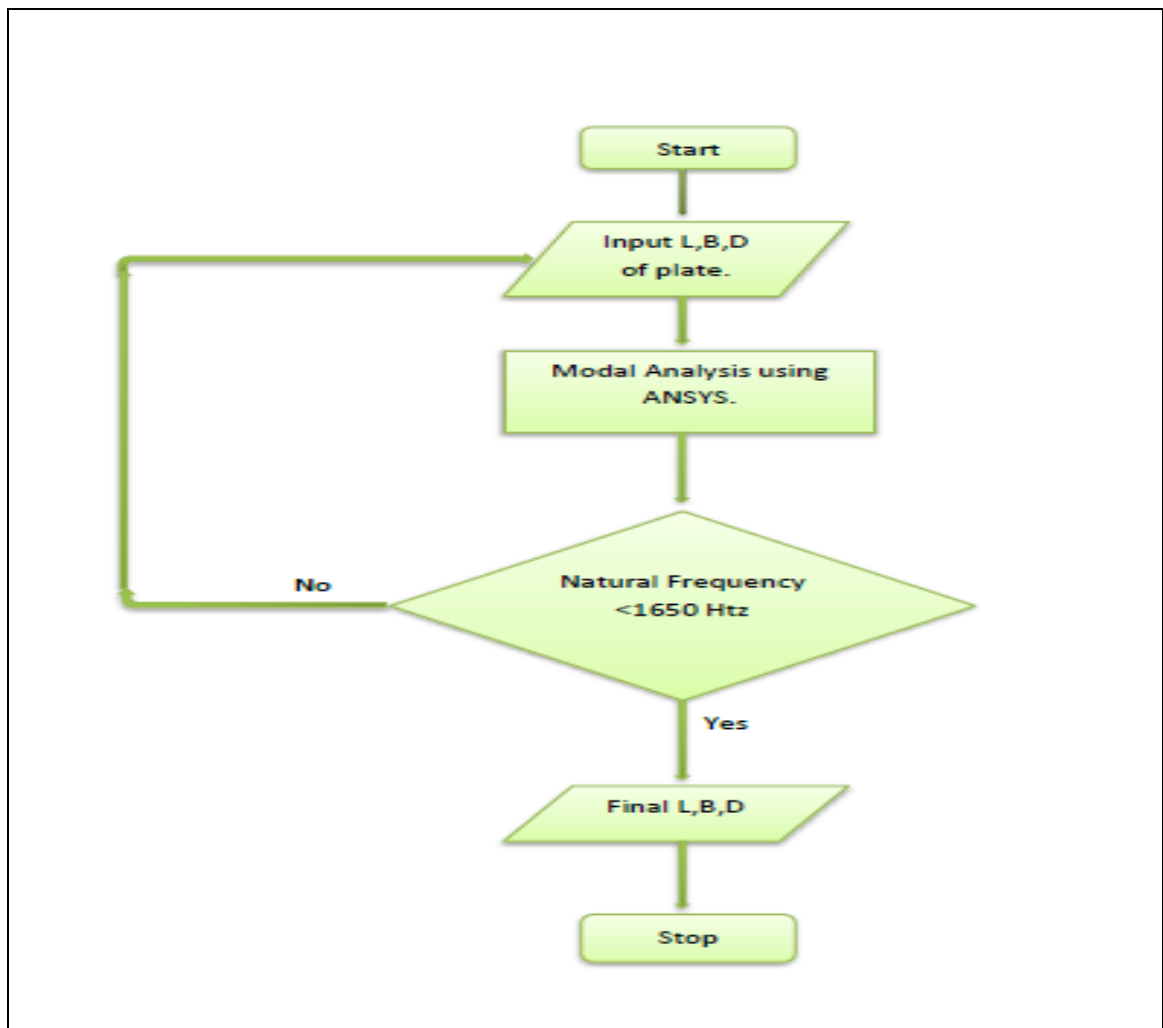 Start
Input L,B,D
of plate.
Modal Analysis using
ANSYS.
Natural Frequency
<1650 Htz
No
Yes
Final L,B,D
Stop